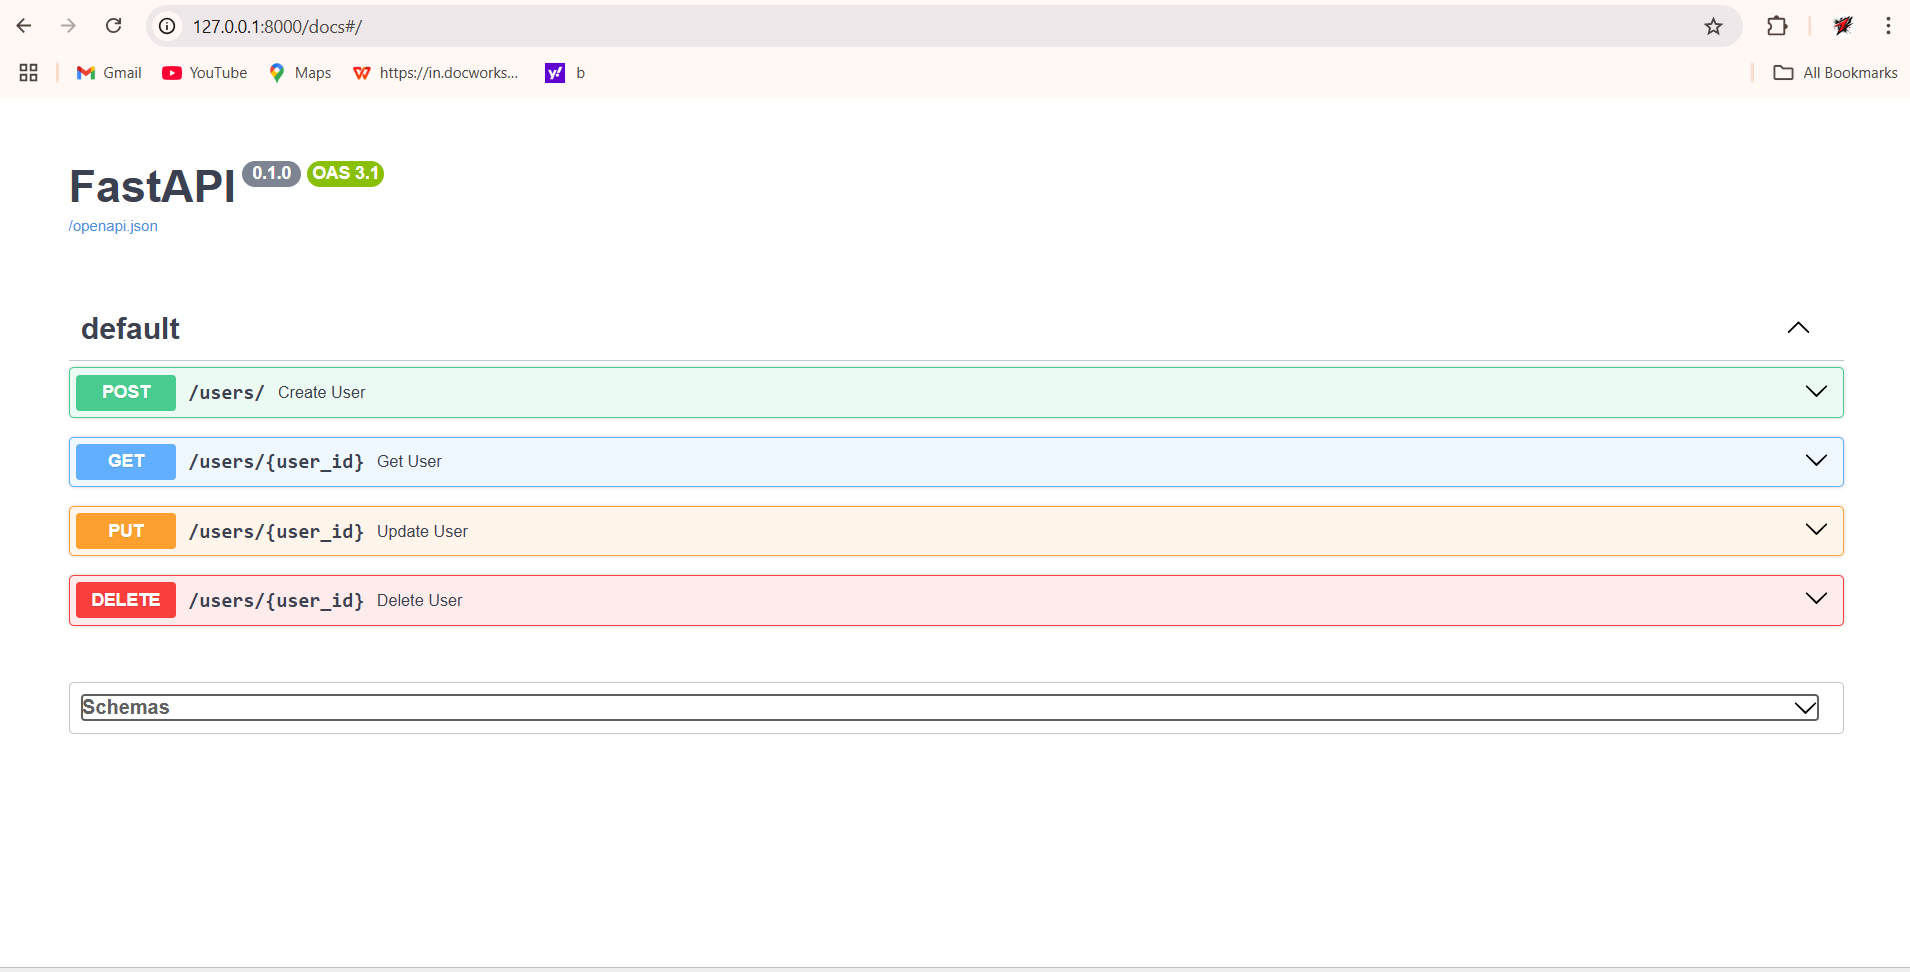 127.0.0.1:8000/docs#/
Gmail YouTube Maps https://in.docworks... b All Bookmarks
FastAPI 0.1.0 OAS 3.1
/openapi.json
default
POST /users/ Create User
GET /users/{user_id} Get User
PUT /users/{user_id} Update User
DELETE /users/{user_id} Delete User
Schemas